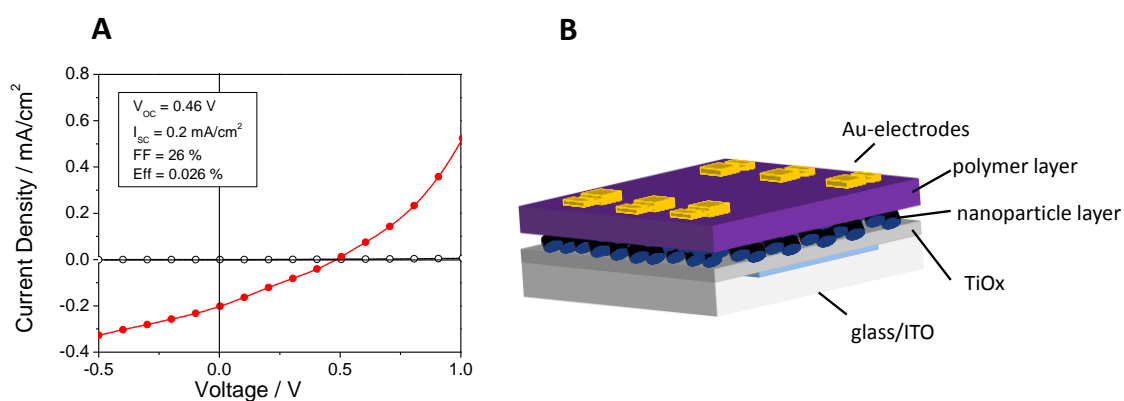 A
B
0.8
0.6
0.4
0.2
0.0
-0.2
-0.4
-0.5
0.0
0.5
1.0
Current Density / mA/cm²
Voltage / V
V_OC = 0.46 V
I_SC = 0.2 mA/cm²
FF = 26 %
Eff = 0.026 %
Au-electrodes
polymer layer
nanoparticle layer
TiOx
glass/ITO